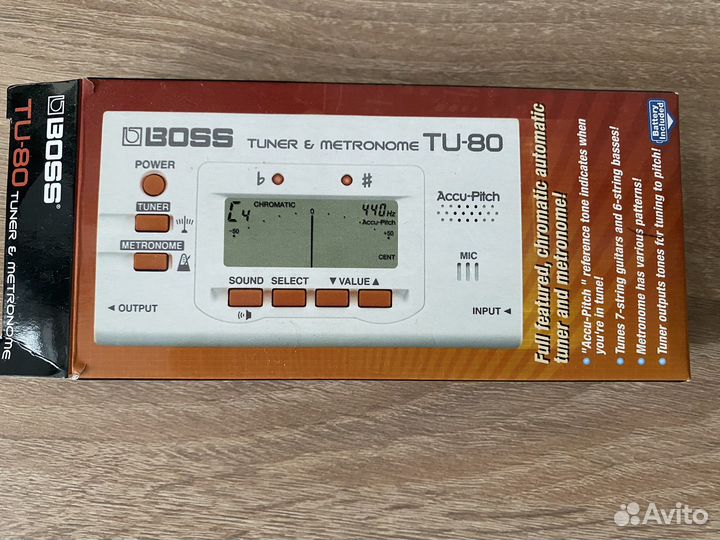 BOSS
TU-80 TUNER & METRONOME
BOSS TUNER & METRONOME TU-80
POWER
TUNER
METRONOME
◄ OUTPUT
♭
♯
C4 CHROMATIC 0 440Hz
Accu-Pitch
-50 +50
CENT
SOUND SELECT ▼ VALUE ▲
Accu-Pitch
MIC
INPUT ◄
Full featured, chromatic automatic
tuner and metronome!
• "Accu-Pitch" reference tone indicates when
you're in tune!
• Tunes 7-string guitars and 6-string basses!
• Metronome has various patterns!
• Tuner outputs tones for tuning to pitch!
Battery
Included
Avito